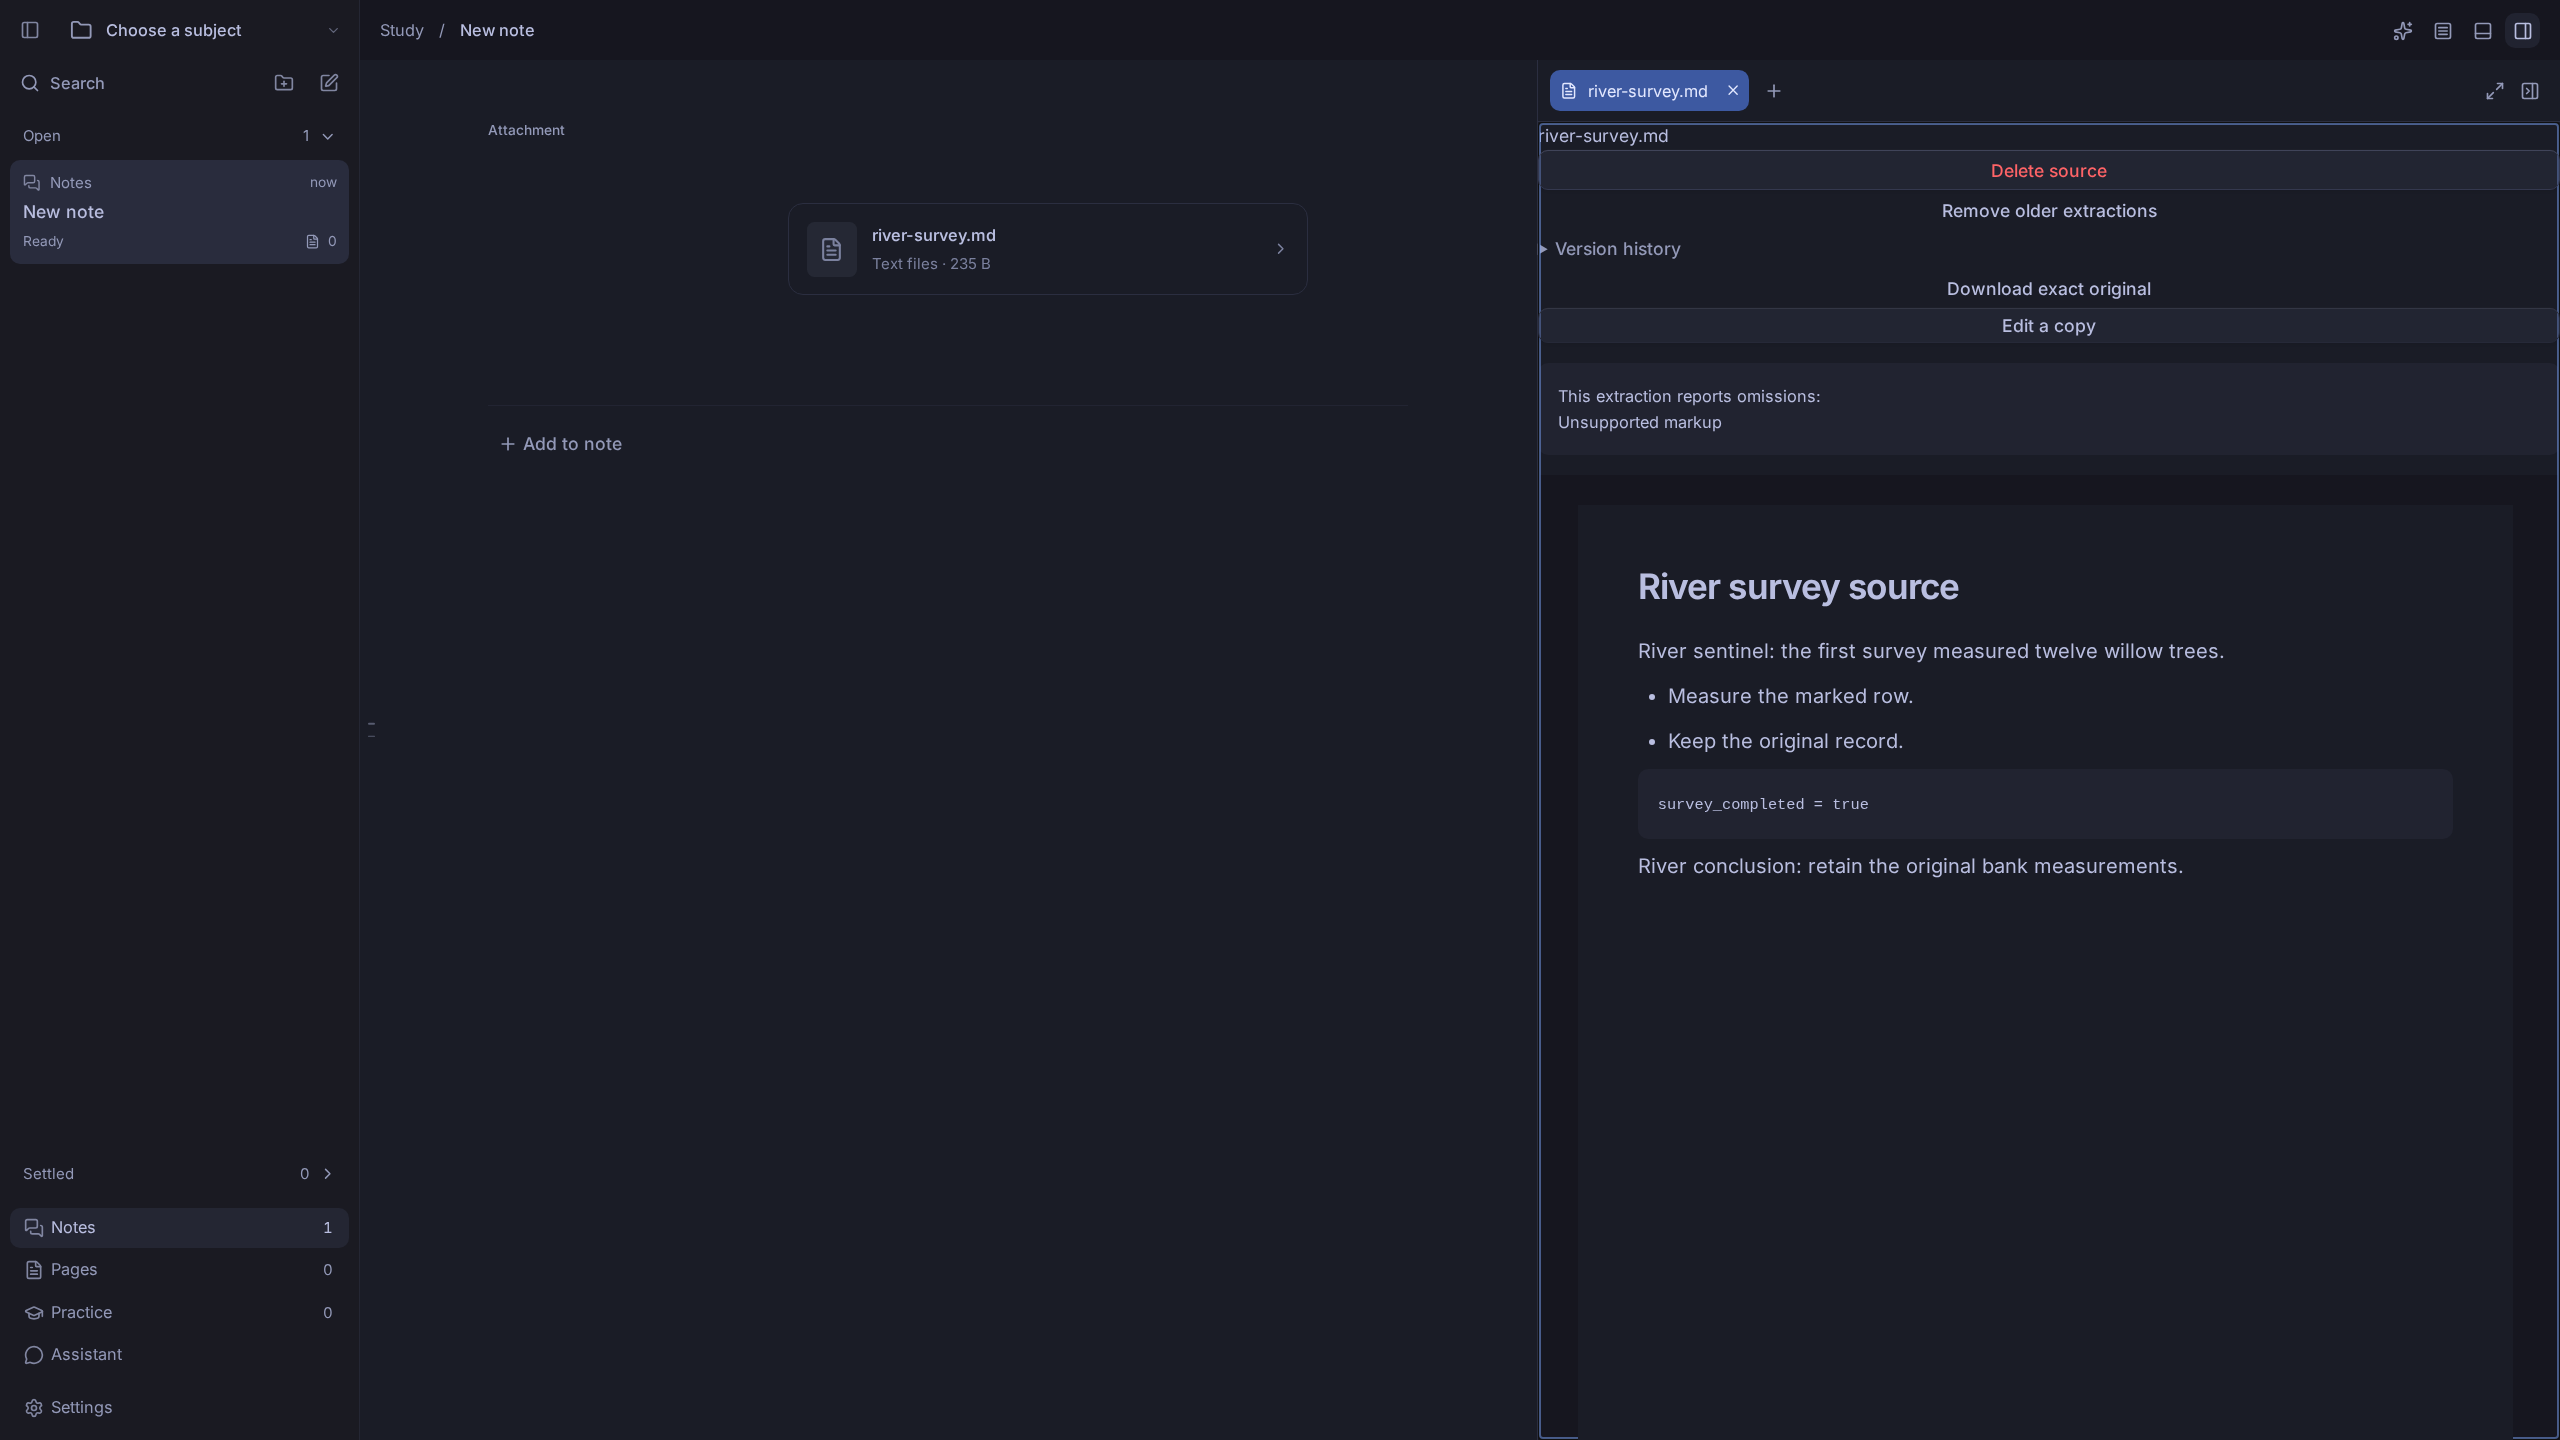 Choose a subject
Search
Open 1
Notes now
New note
Ready 0
Settled 0
Notes 1
Pages 0
Practice 0
Assistant
Settings
Study / New note
Attachment
river-survey.md
Text files · 235 B
Add to note
river-survey.md
river-survey.md
Delete source
Remove older extractions
Version history
Download exact original
Edit a copy
This extraction reports omissions:
Unsupported markup
River survey source
River sentinel: the first survey measured twelve willow trees.
• Measure the marked row.
• Keep the original record.
survey_completed = true
River conclusion: retain the original bank measurements.